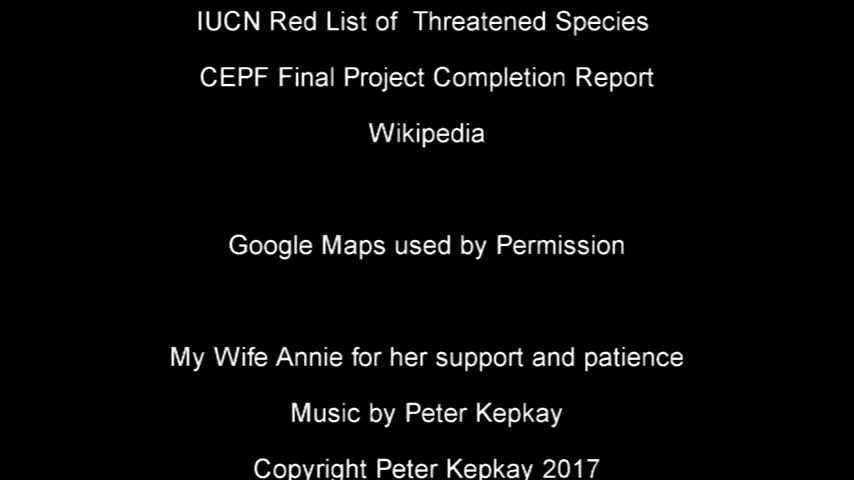 IUCN Red List of  Threatened Species
CEPF Final Project Completion Report
Wikipedia
Google Maps used by Permission
My Wife Annie for her support and patience
Music by Peter Kepkay
Copyright Peter Kepkay 2017